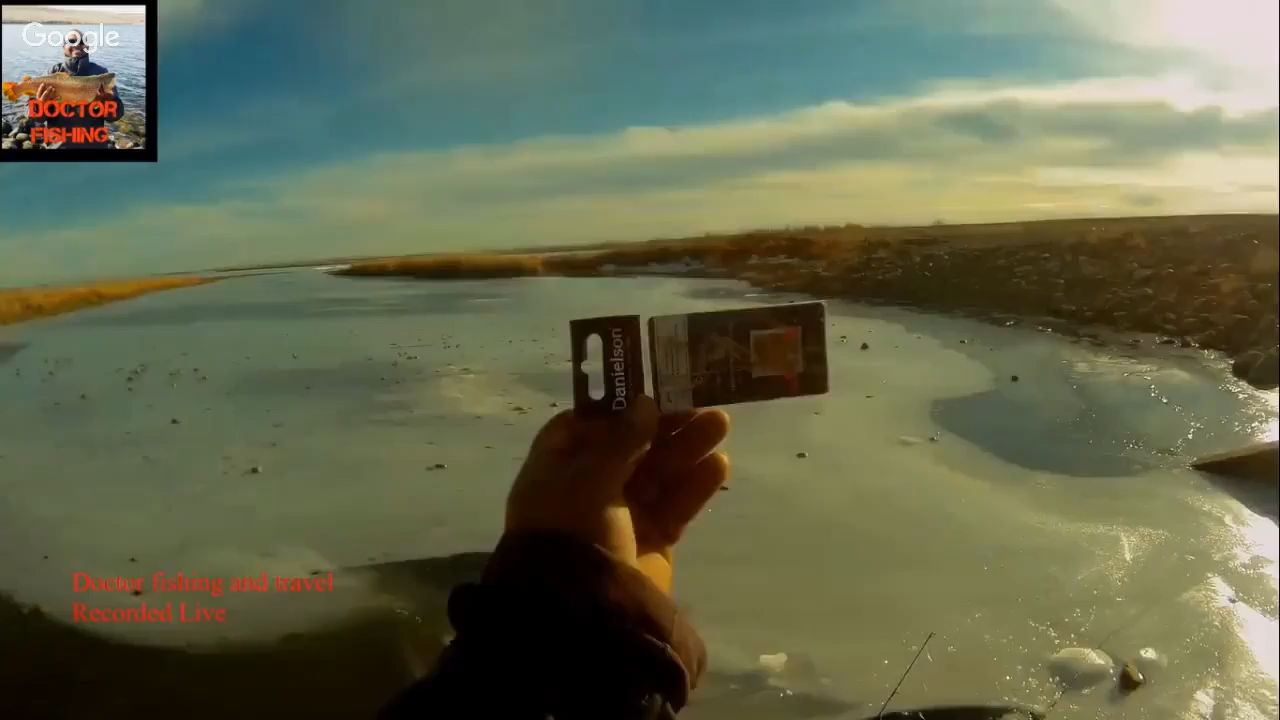 Google
DOCTOR
FISHING
Danielson
Doctor fishing and travel
Recorded Live